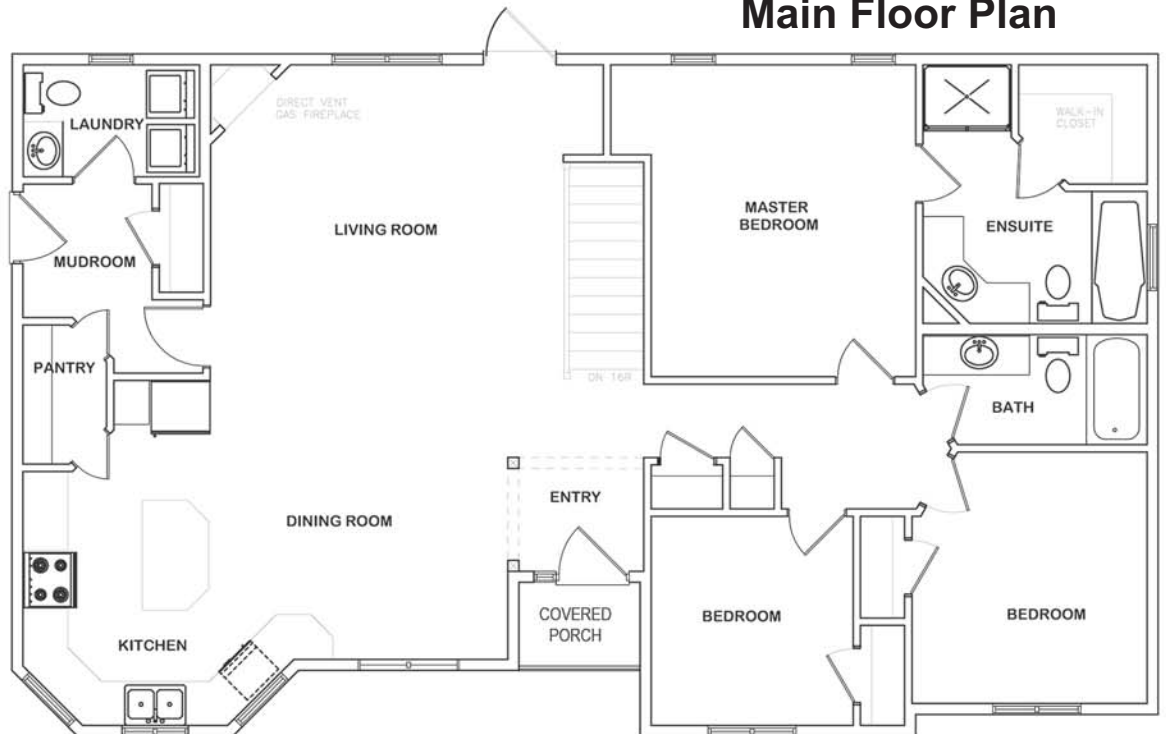 Main Floor Plan
LAUNDRY
DIRECT VENT
GAS FIREPLACE
WALK-IN
CLOSET
LIVING ROOM
MASTER
BEDROOM
ENSUITE
MUDROOM
PANTRY
DN 16R
BATH
ENTRY
DINING ROOM
COVERED
PORCH
BEDROOM
BEDROOM
KITCHEN